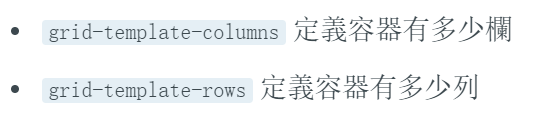 grid-template-columns 定義容器有多少欄
grid-template-rows 定義容器有多少列